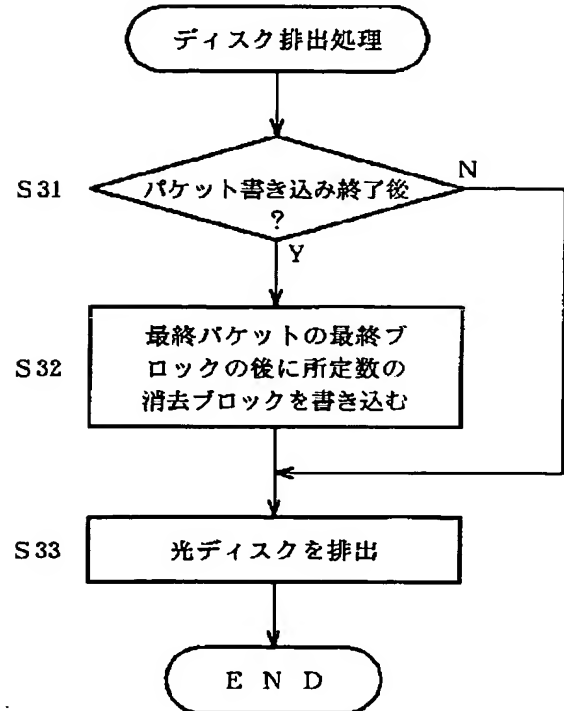 ディスク排出処理
S31
パケット書き込み終了後
?
N
Y
S32
最終パケットの最終ブ
ロックの後に所定数の
消去ブロックを書き込む
S33
光ディスクを排出
END